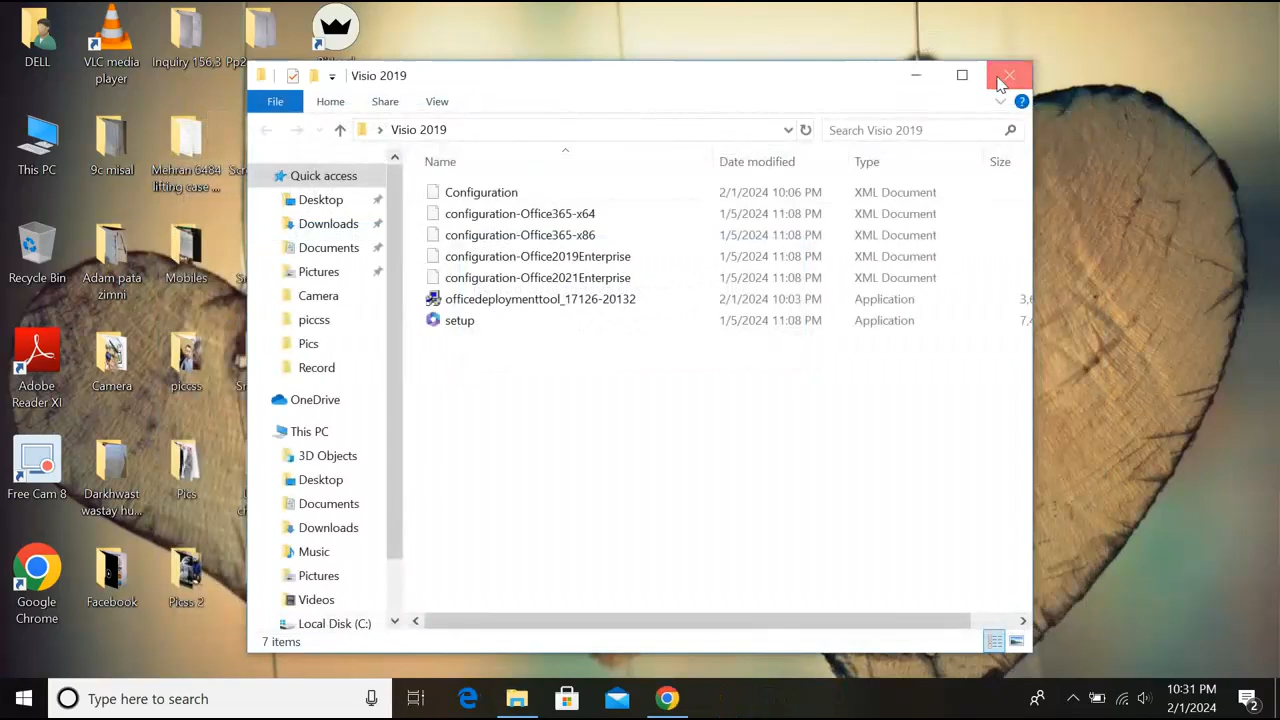 Visio 2019
File Home Share View
Visio 2019
Search Visio 2019
Name Date modified Type Size
Configuration 2/1/2024 10:06 PM XML Document
configuration-Office365-x64 1/5/2024 11:08 PM XML Document
configuration-Office365-x86 1/5/2024 11:08 PM XML Document
configuration-Office2019Enterprise 1/5/2024 11:08 PM XML Document
configuration-Office2021Enterprise 1/5/2024 11:08 PM XML Document
officedeploymenttool_17126-20132 2/1/2024 10:03 PM Application 3,6
setup 1/5/2024 11:08 PM Application 7,4
Quick access
Desktop
Downloads
Documents
Pictures
Camera
piccss
Pics
Record
OneDrive
This PC
3D Objects
Desktop
Documents
Downloads
Music
Pictures
Videos
Local Disk (C:)
7 items
DELL
VLC media
player
Inquiry 156,3
This PC
9c misal
Mehran 6484
lifting case ...
Recycle Bin
Adam pata
zimni
Mobiles
Adobe
Reader XI
Camera
piccss
Free Cam 8
Darkhwast
wastay hu...
Pics
Google
Chrome
Facebook
Picss 2
Type here to search
10:31 PM
2/1/2024
2